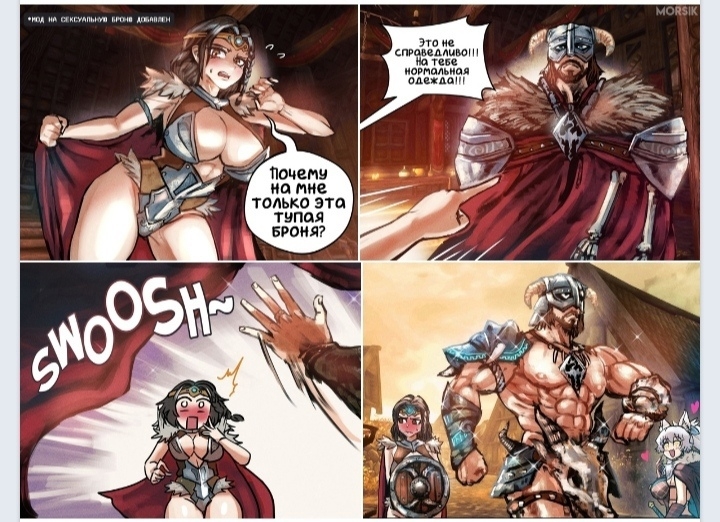 *МОД НА СЕКСУАЛЬНУЮ БРОНЮ ДОБАВЛЕН
Почему
на мне
только эта
тупая
броня?
MORSIK
Это не
справедливо!!!
На тебе
нормальная
одежда!!!
SWOOSH~